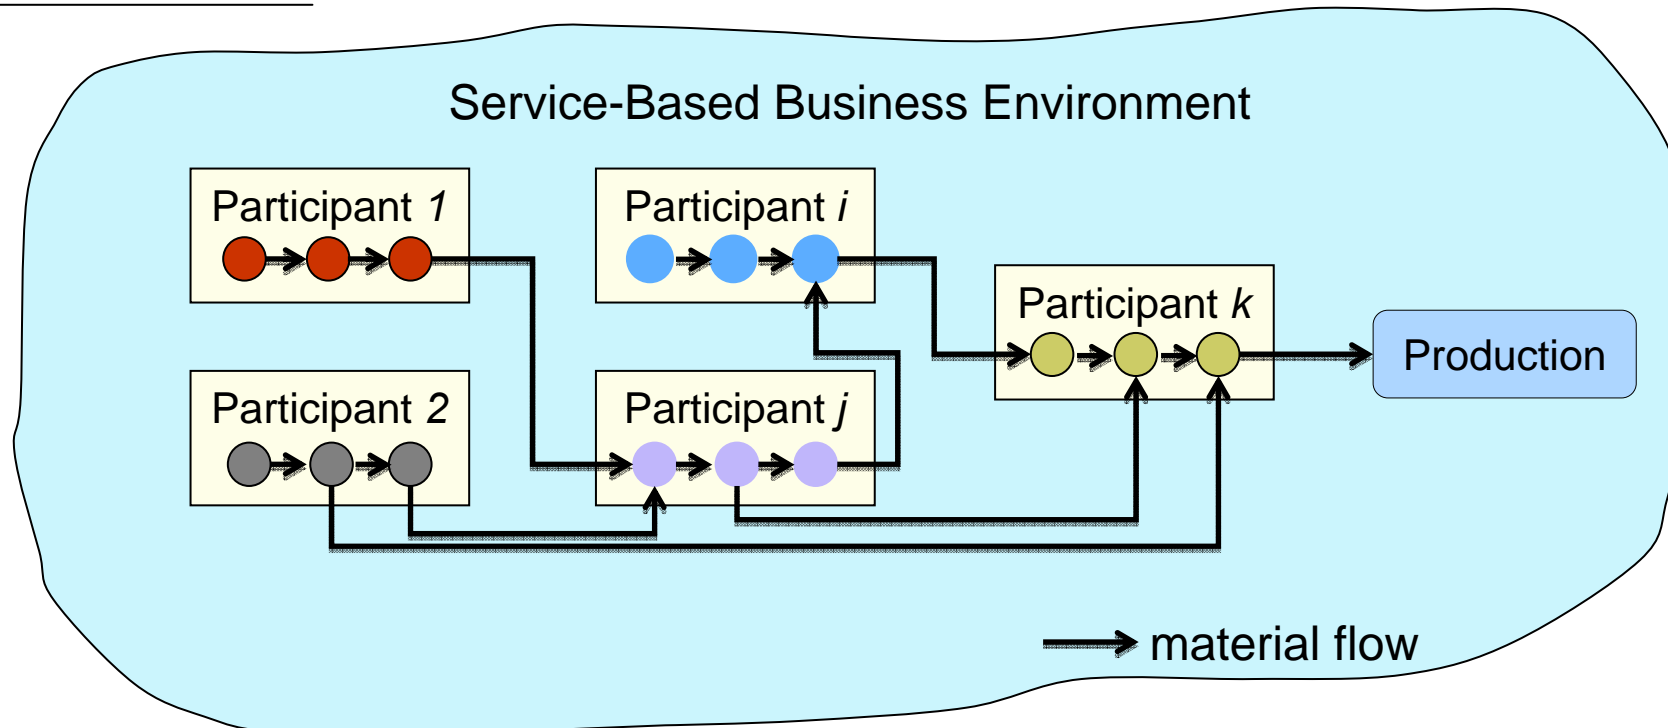 Service-Based Business Environment
Participant 1
Participant i
Participant k
Production
Participant 2
Participant j
material flow